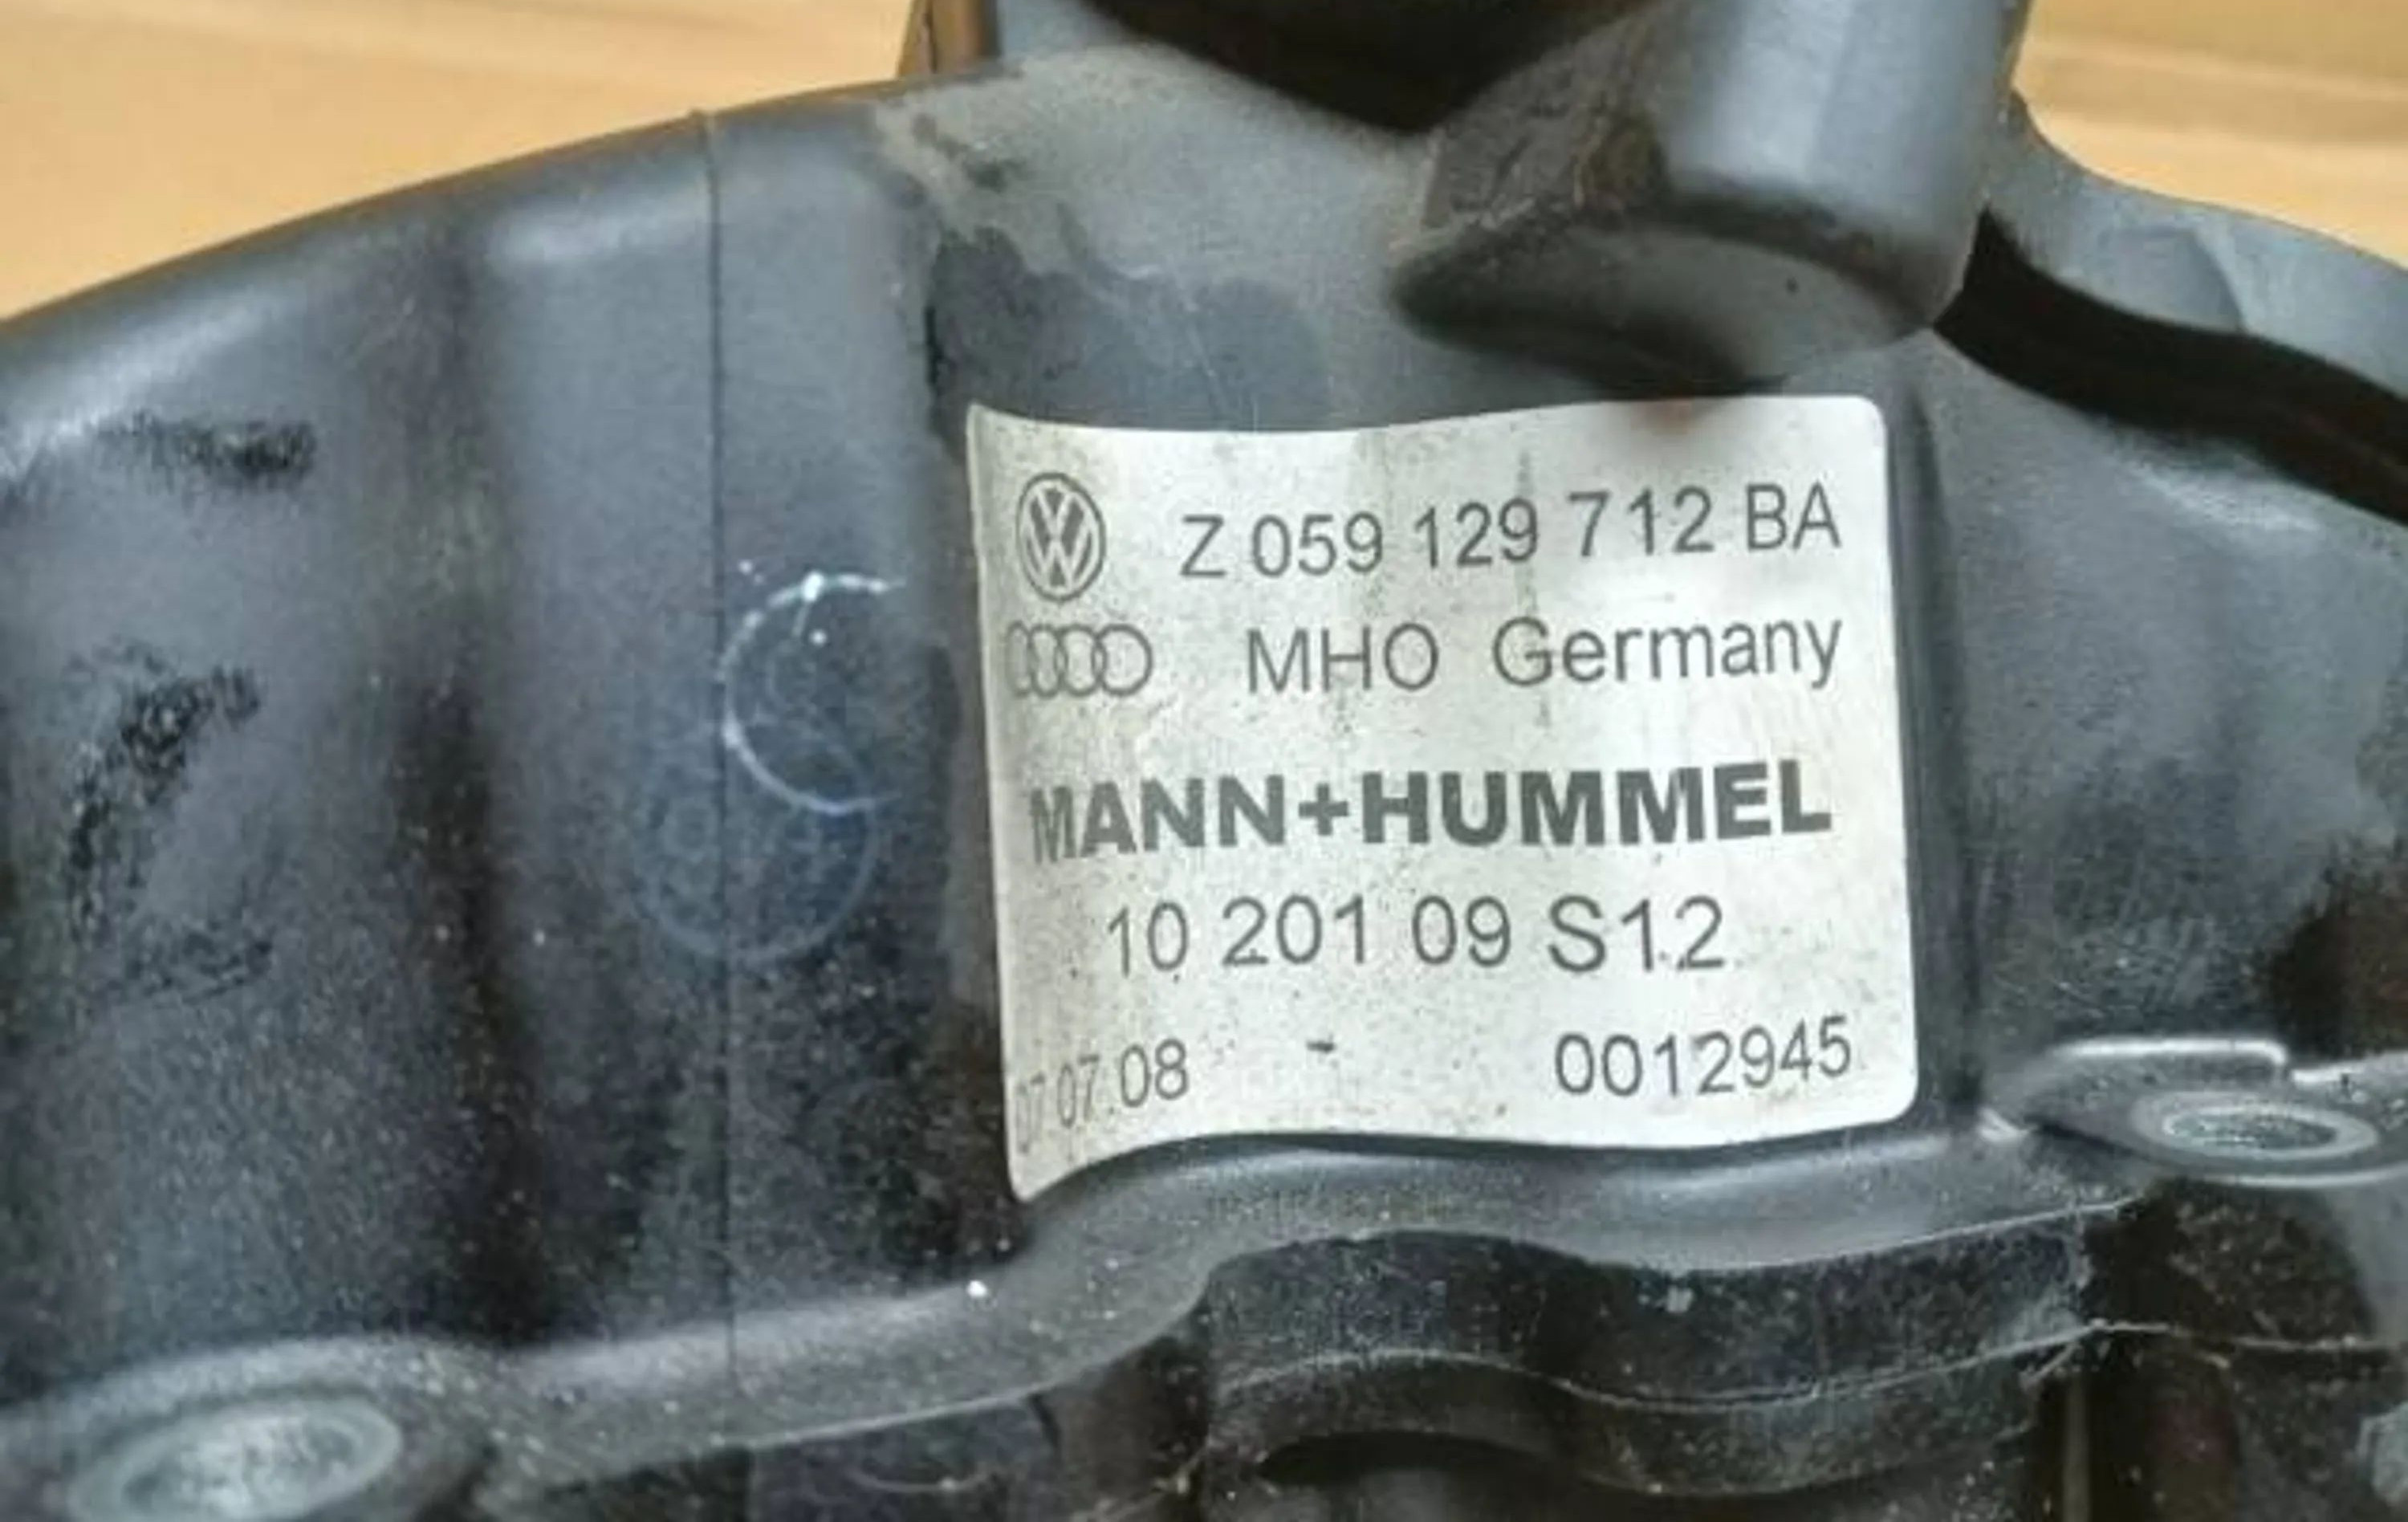 Z 059 129 712 BA
MHO Germany
MANN+HUMMEL
10 201 09 S12
07.07.08 - 0012945